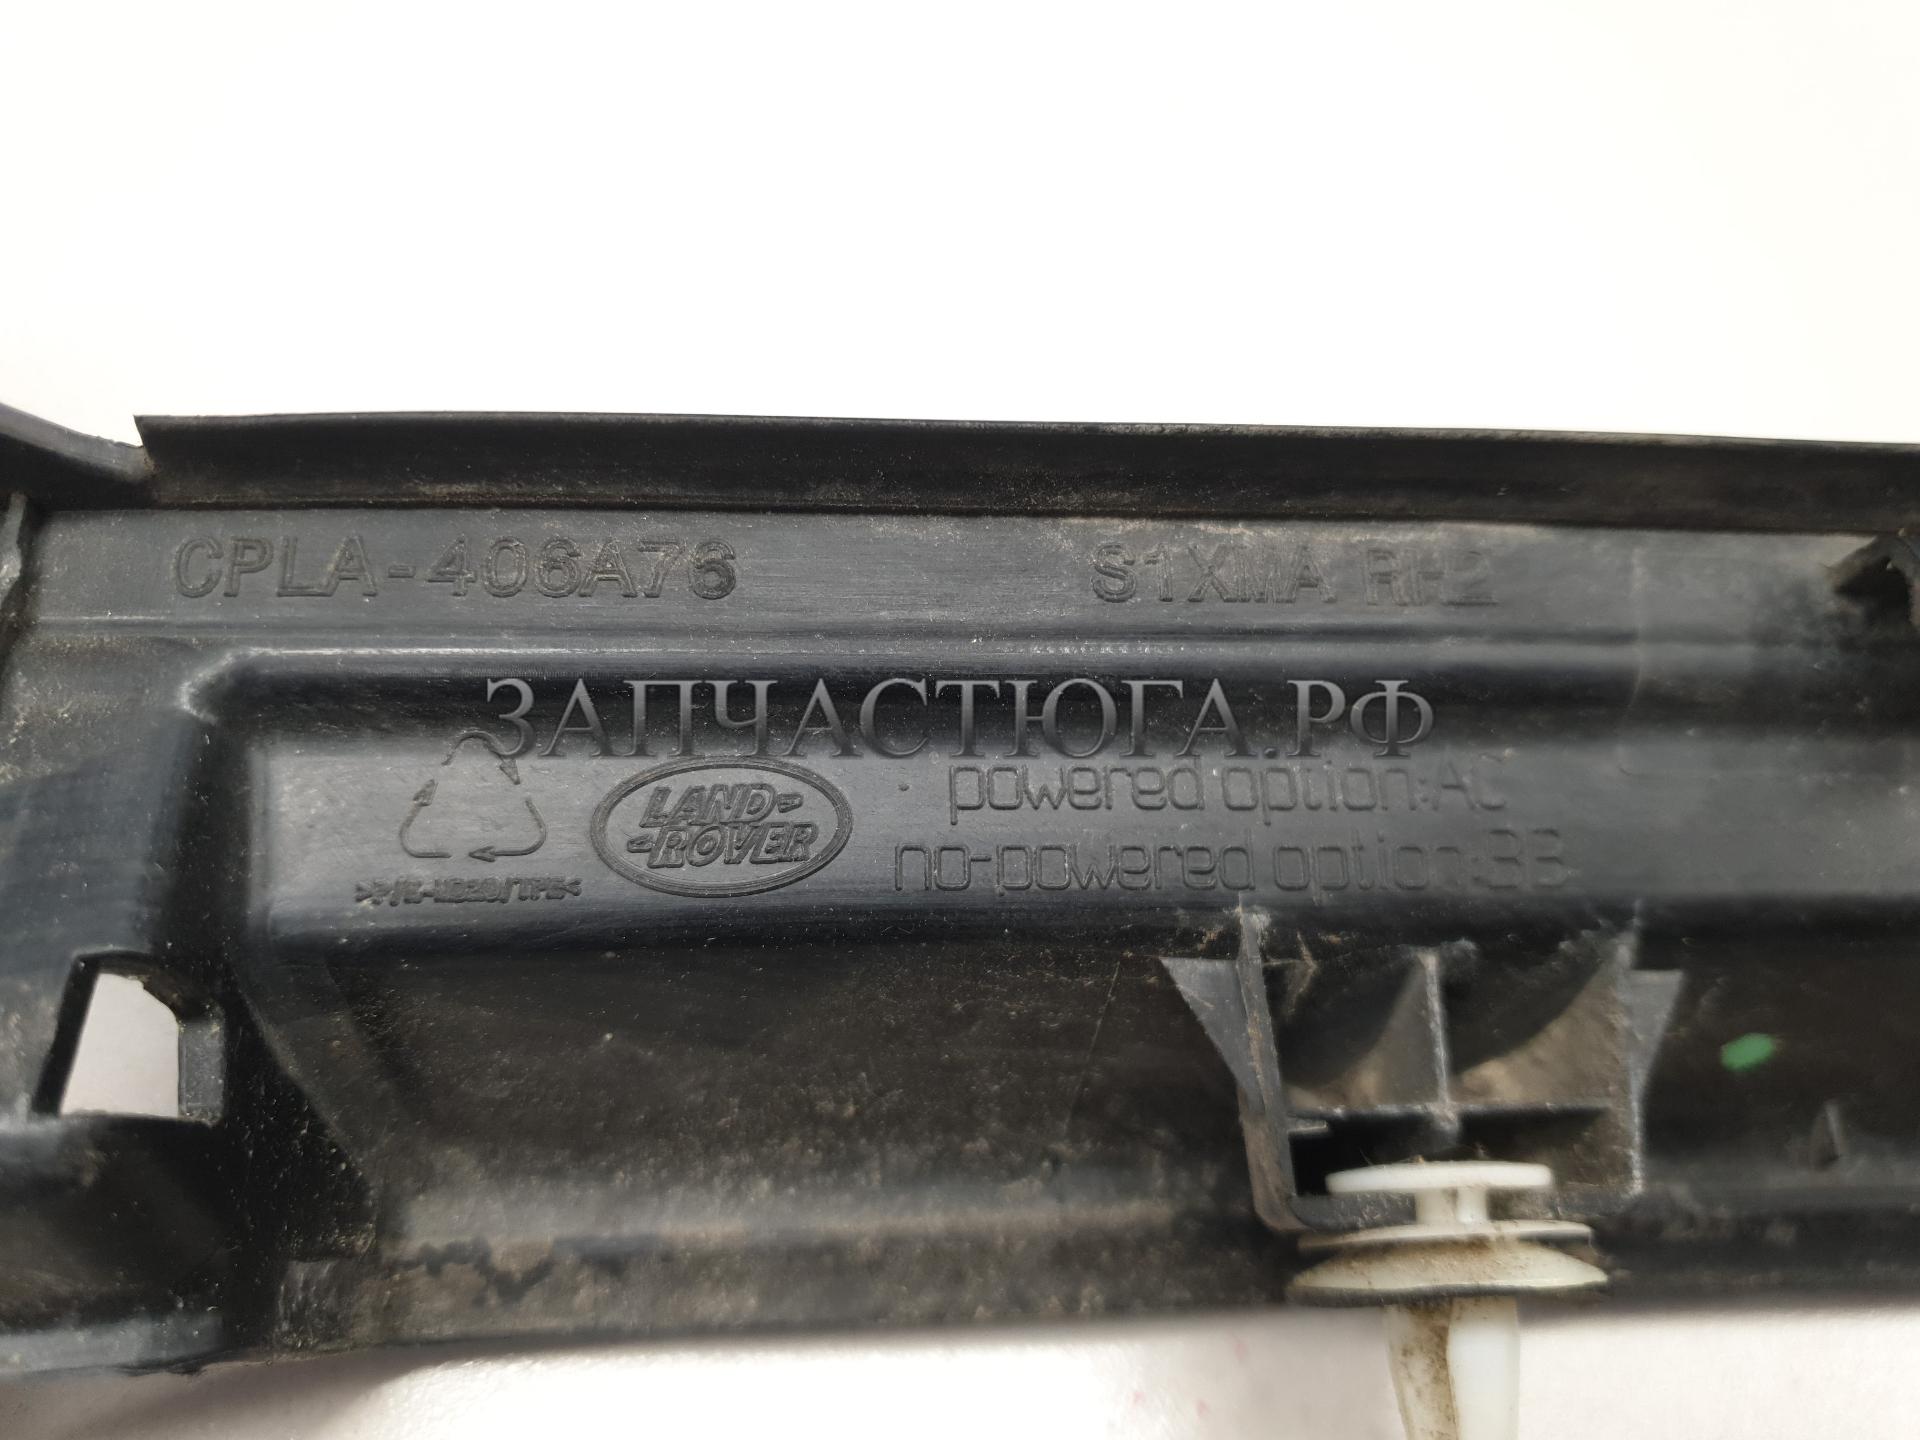 CPLA-406A76
S1XMA RH2
ЗАПЧАСТЮГА.РФ
LAND-
-ROVER
powered option:AC
no-powered option:BB